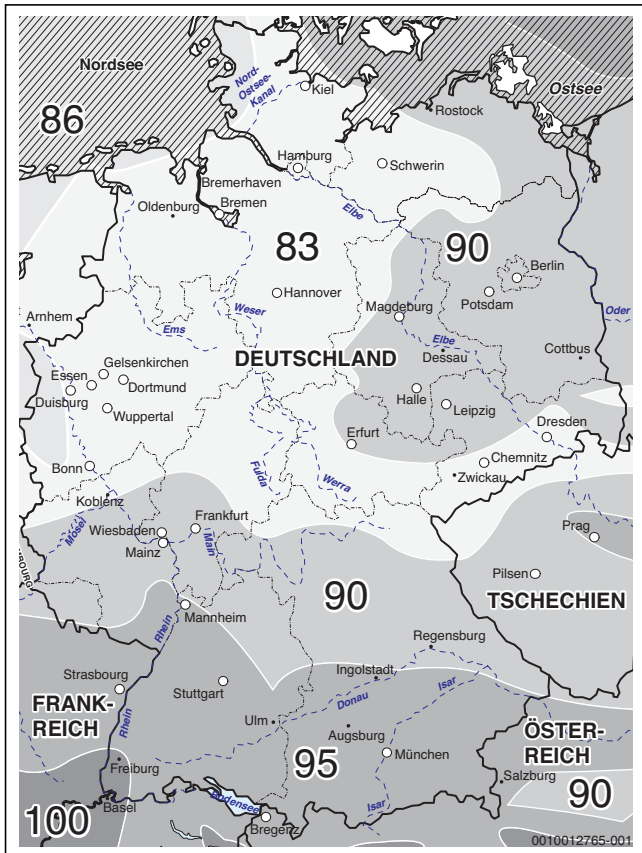 Nordsee
Nord-
Ostsee-
Kanal
Kiel
Rostock
Ostsee
86
Hamburg
Schwerin
Bremerhaven
Bremen
Oldenburg
Elbe
83
90
Berlin
Hannover
Potsdam
Arnhem
Ems
Weser
Magdeburg
Oder
DEUTSCHLAND
Elbe
Dessau
Cottbus
Gelsenkirchen
Essen
Dortmund
Duisburg
Halle
Leipzig
Wuppertal
Dresden
Erfurt
Chemnitz
Bonn
Zwickau
Fulda
Werra
Koblenz
Mosel
Wiesbaden
Frankfurt
Mainz
Main
Prag
BOURG
Pilsen
90
TSCHECHIEN
Mannheim
Rhein
Regensburg
Strasbourg
Stuttgart
Ingolstadt
Isar
FRANK-
REICH
Rhein
Donau
Ulm
Augsburg
ÖSTER-
REICH
München
95
Freiburg
Salzburg
90
Basel
Bodensee
Isar
100
Bregenz
0010012765-001